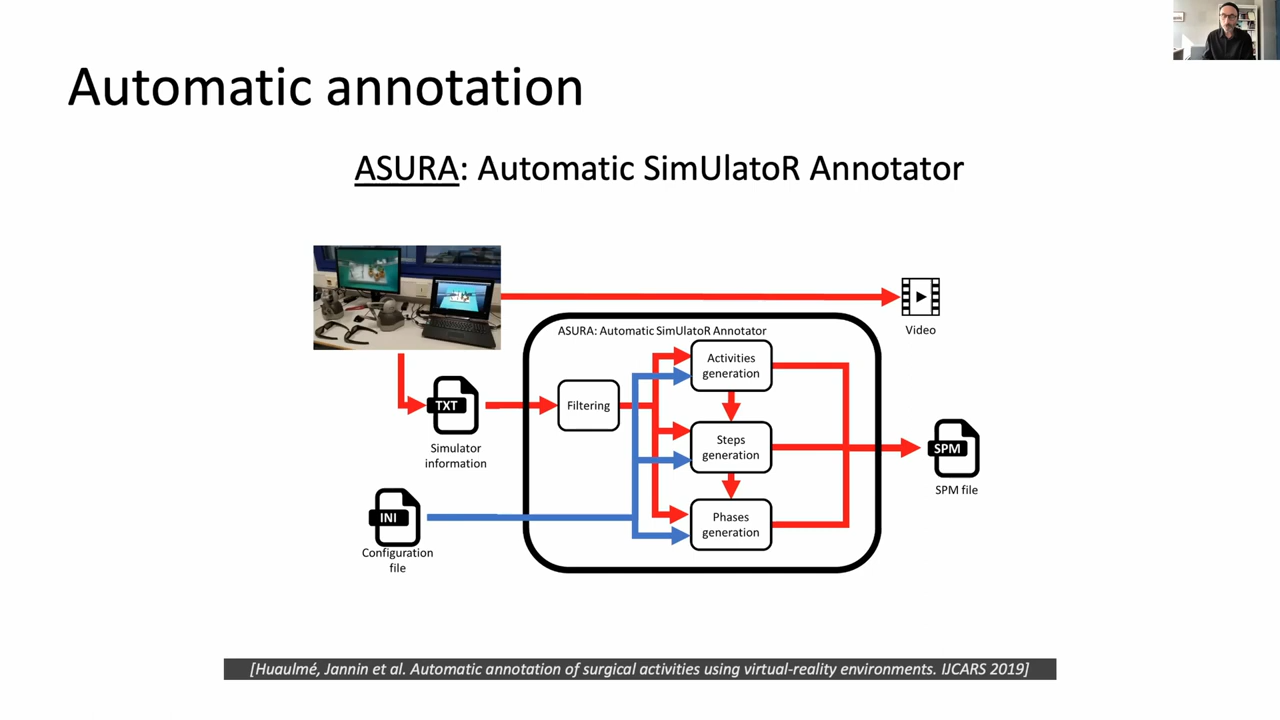 Automatic annotation
ASURA: Automatic SimUlatoR Annotator
Video
ASURA: Automatic SimUlatoR Annotator
Activities
generation
Filtering
TXT
Simulator
information
Steps
generation
SPM
SPM file
INI
Configuration
file
Phases
generation
[Huaulmé, Jannin et al. Automatic annotation of surgical activities using virtual-reality environments. IJCARS 2019]